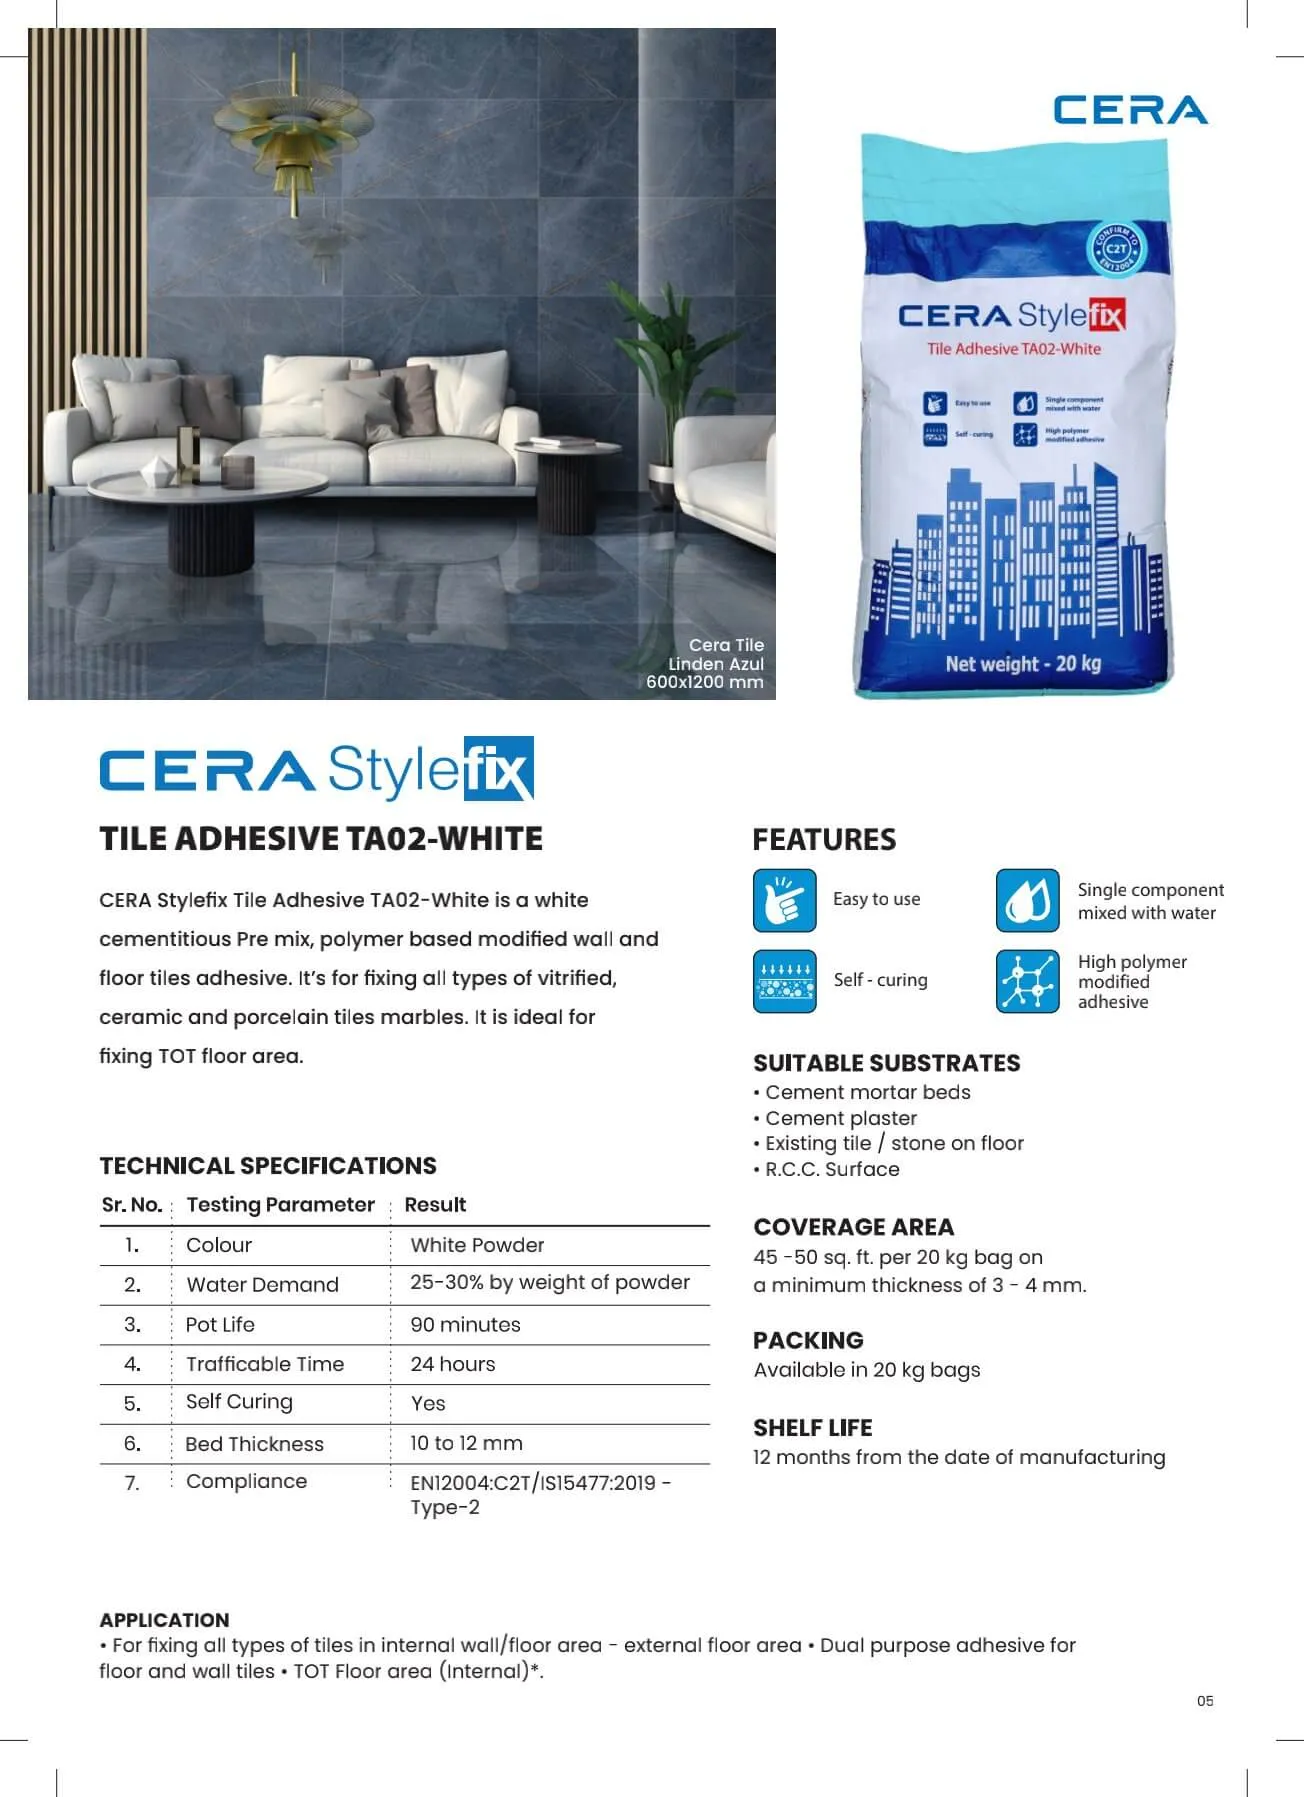 CERA
CONFIRM TO
C2T
EN12004
CERA Stylefix
Tile Adhesive TA02-White
Easy to use
Single component
mixed with water
Self - curing
High polymer
modified adhesive
Net weight - 20 kg
Cera Tile
Linden Azul
600x1200 mm
CERA Stylefix
TILE ADHESIVE TA02-WHITE
CERA Stylefix Tile Adhesive TA02-White is a white
cementitious Pre mix, polymer based modified wall and
floor tiles adhesive. It's for fixing all types of vitrified,
ceramic and porcelain tiles marbles. It is ideal for
fixing TOT floor area.
TECHNICAL SPECIFICATIONS
Sr. No. Testing Parameter Result
1. Colour White Powder
2. Water Demand 25-30% by weight of powder
3. Pot Life 90 minutes
4. Trafficable Time 24 hours
5. Self Curing Yes
6. Bed Thickness 10 to 12 mm
7. Compliance EN12004:C2T/IS15477:2019 -
Type-2
FEATURES
Easy to use
Single component
mixed with water
Self - curing
High polymer
modified
adhesive
SUITABLE SUBSTRATES
• Cement mortar beds
• Cement plaster
• Existing tile / stone on floor
• R.C.C. Surface
COVERAGE AREA
45 -50 sq. ft. per 20 kg bag on
a minimum thickness of 3 - 4 mm.
PACKING
Available in 20 kg bags
SHELF LIFE
12 months from the date of manufacturing
APPLICATION
• For fixing all types of tiles in internal wall/floor area - external floor area • Dual purpose adhesive for
floor and wall tiles • TOT Floor area (Internal)*.
05